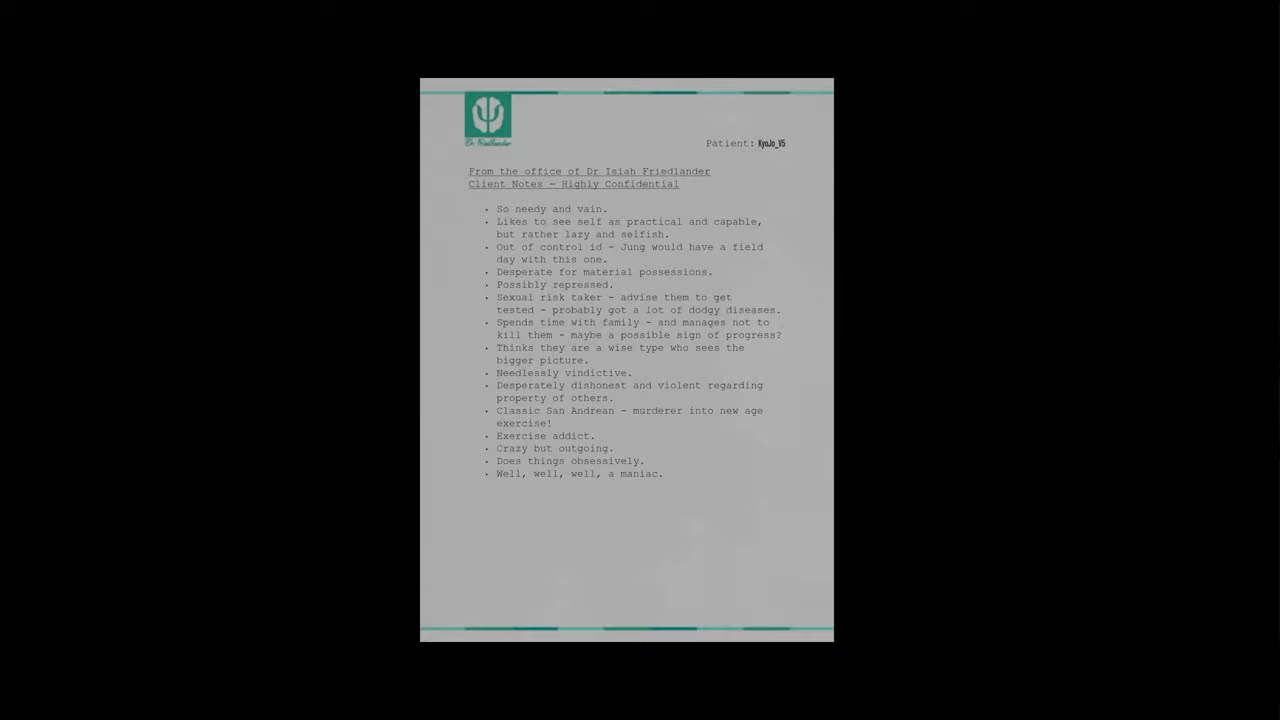 Dr Friedlander
Patient: KyoJo_V5
From the office of Dr Isiah Friedlander
Client Notes - Highly Confidential
• So needy and vain.
• Likes to see self as practical and capable,
but rather lazy and selfish.
• Out of control id - Jung would have a field
day with this one.
• Desperate for material possessions.
• Possibly repressed.
• Sexual risk taker - advise them to get
tested - probably got a lot of dodgy diseases.
• Spends time with family - and manages not to
kill them - maybe a possible sign of progress?
• Thinks they are a wise type who sees the
bigger picture.
• Needlessly vindictive.
• Desperately dishonest and violent regarding
property of others.
• Classic San Andrean - murderer into new age
exercise!
• Exercise addict.
• Crazy but outgoing.
• Does things obsessively.
• Well, well, well, a maniac.